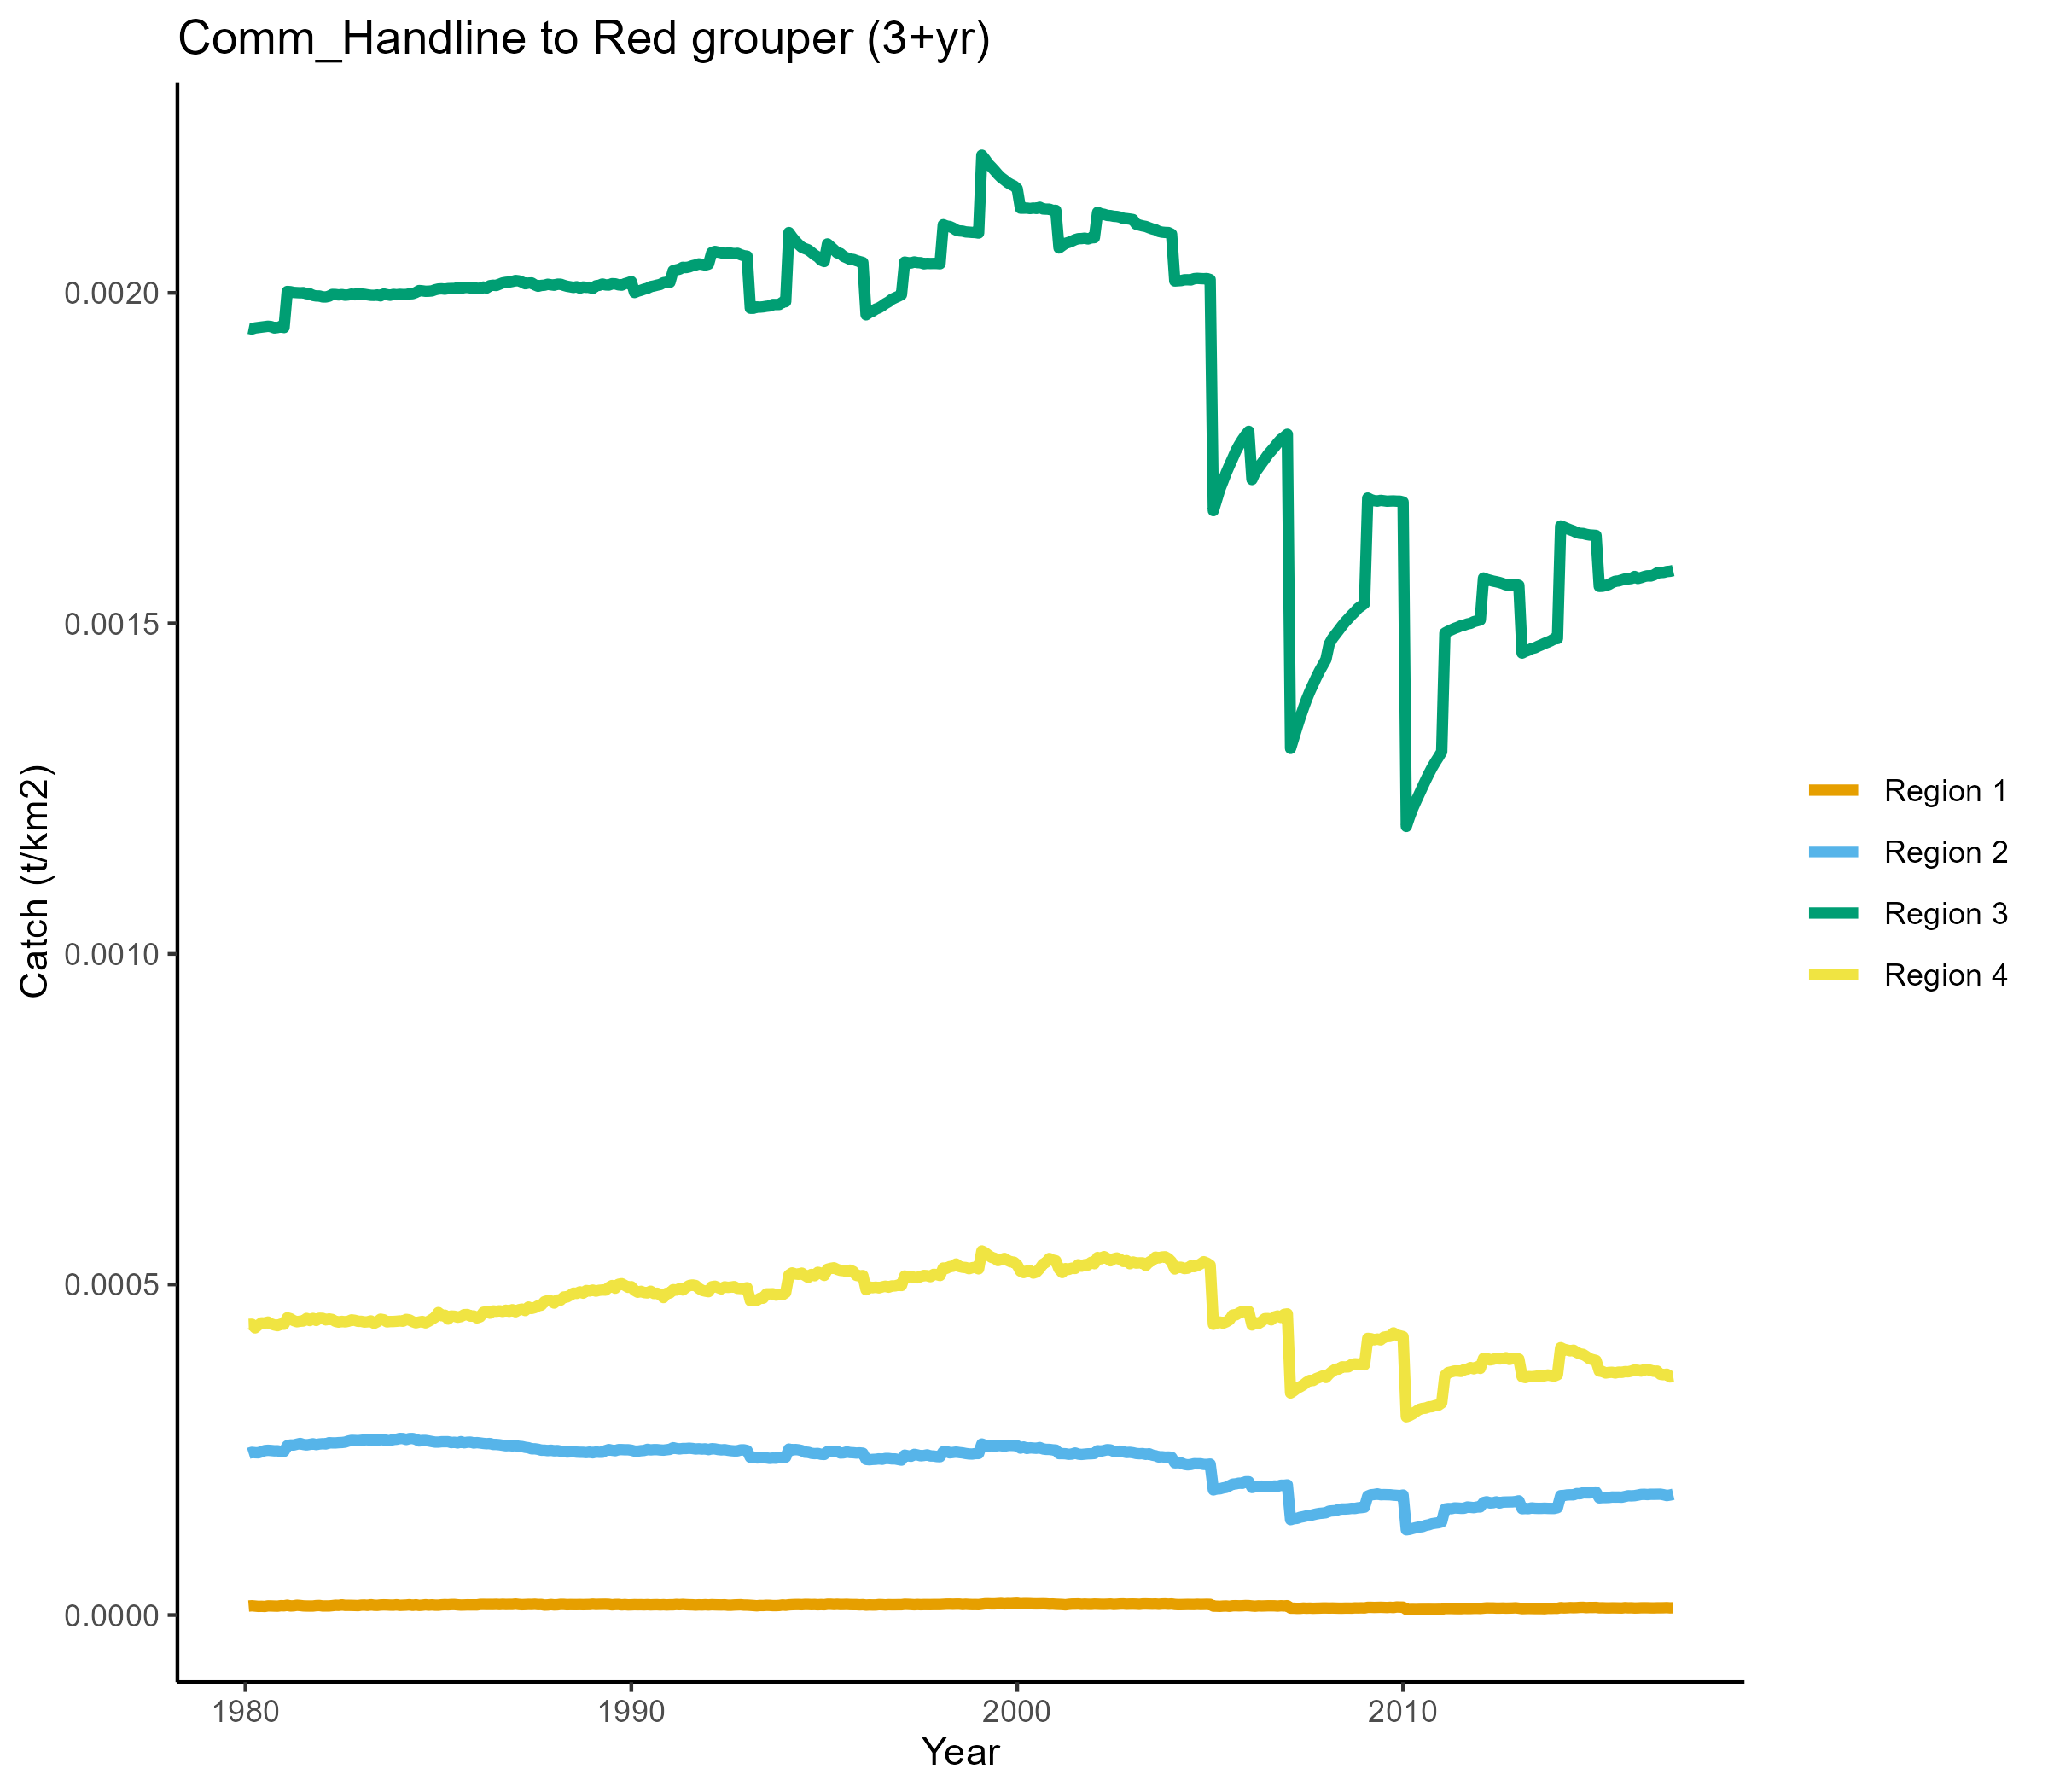 Comm_Handline to Red grouper (3+yr)
Catch (t/km2)
0.0020
0.0015
0.0010
0.0005
0.0000
1980
1990
2000
2010
Year
Region 1
Region 2
Region 3
Region 4